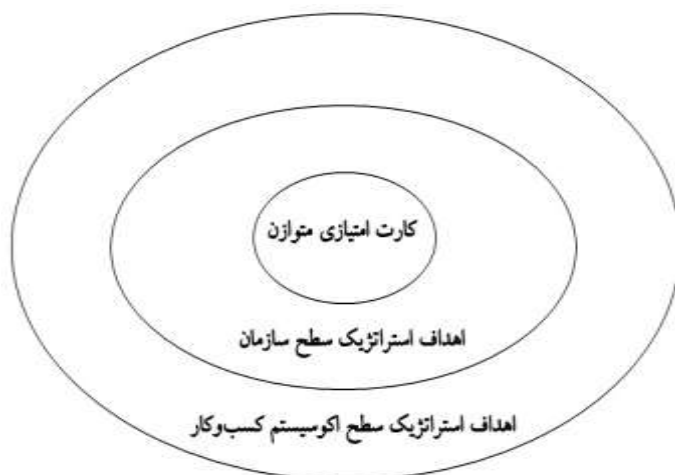 کارت امتیازی متوازن
اهداف استراتژیک سطح سازمان
اهداف استراتژیک سطح اکوسیستم کسب‌وکار